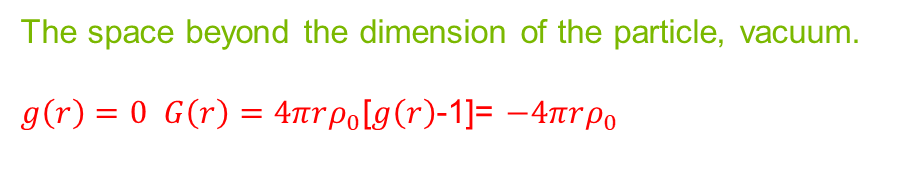 The space beyond the dimension of the particle, vacuum.
g(r) = 0 G(r) = 4πrρ₀[g(r)-1]= −4πrρ₀